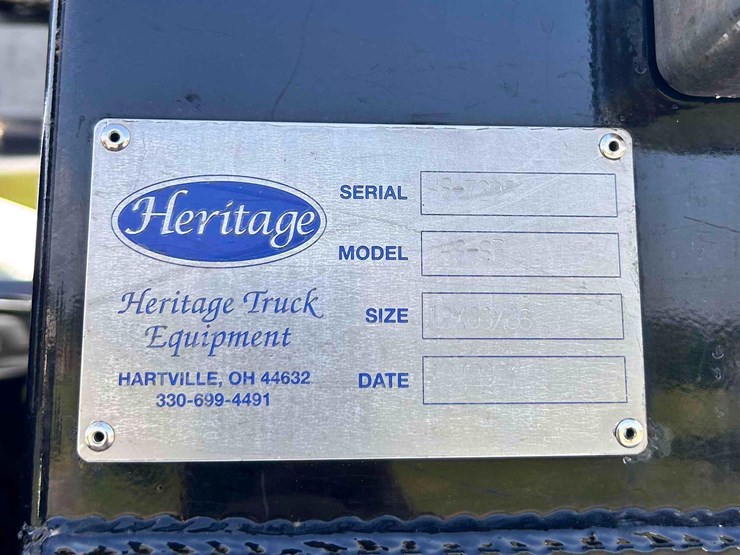 Heritage
Heritage Truck
Equipment
HARTVILLE, OH 44632
330-699-4491
SERIAL
MODEL
SIZE
DATE